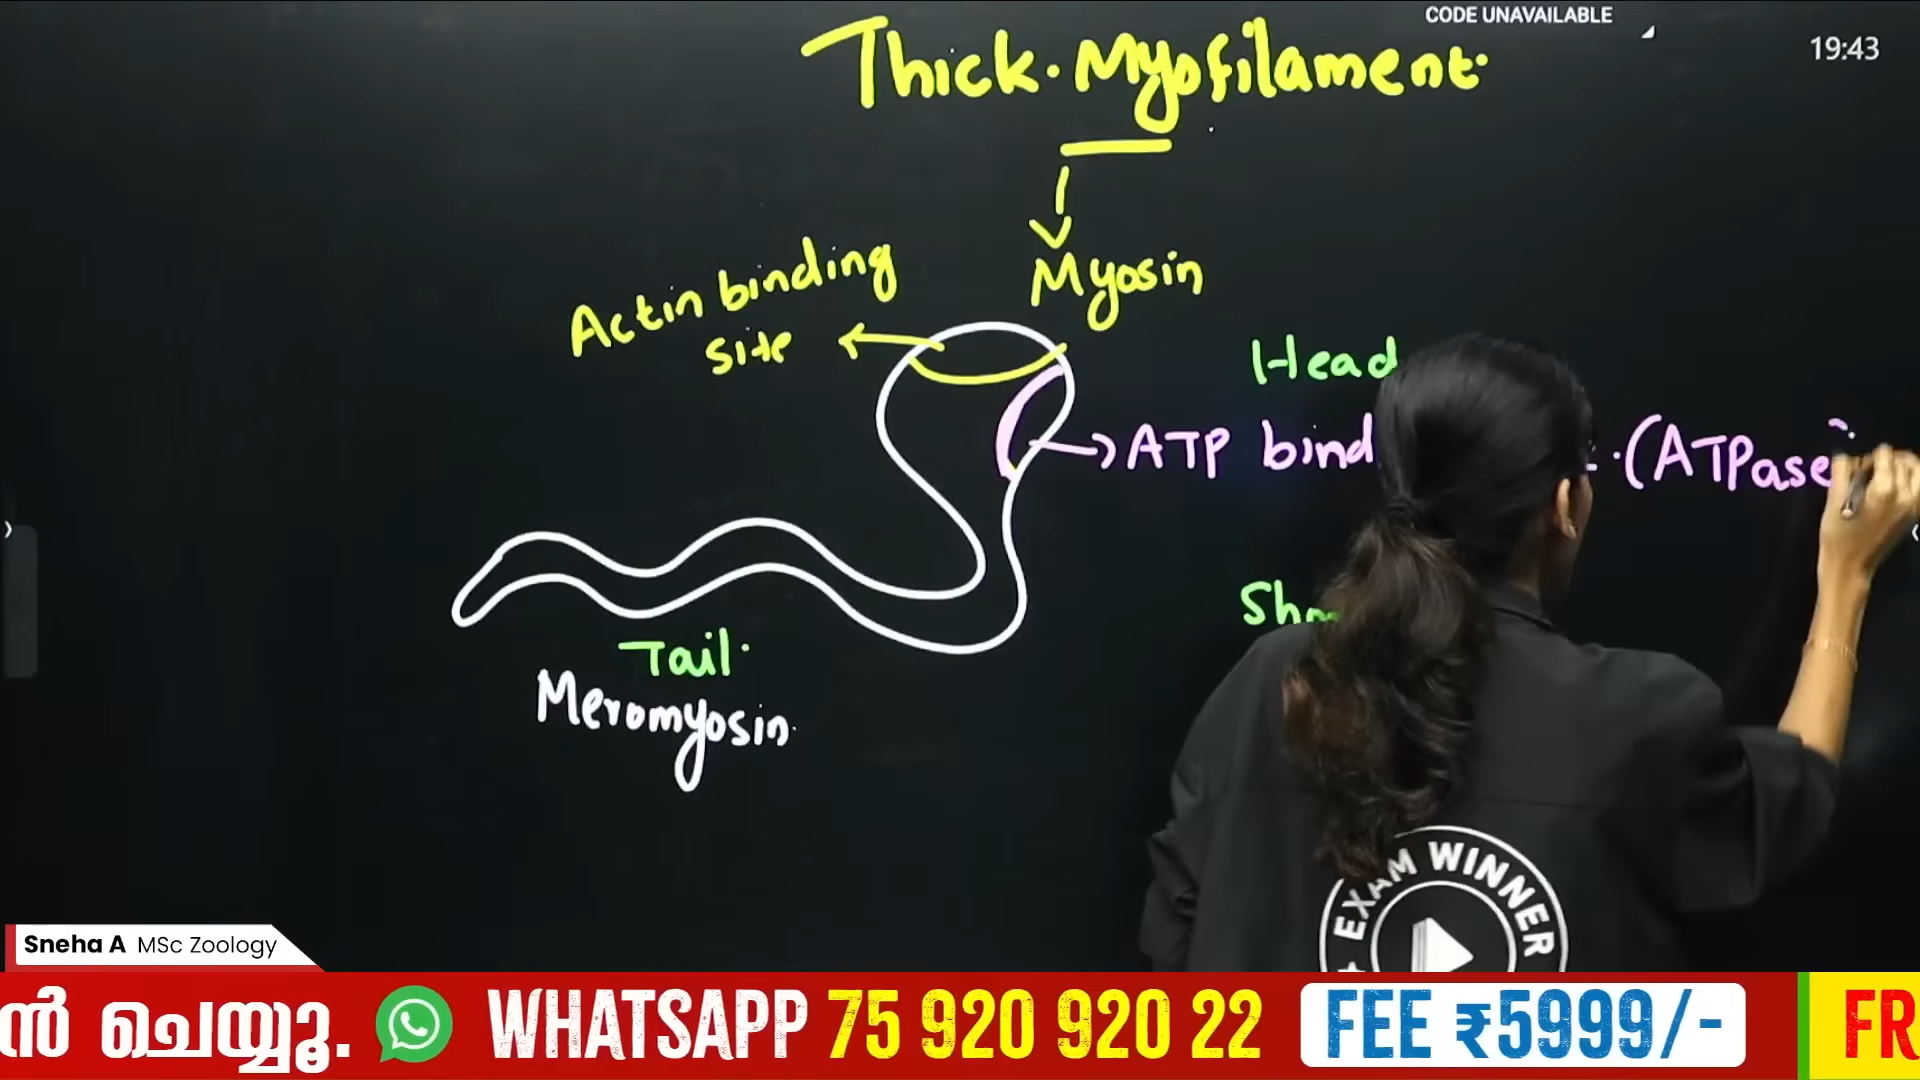 CODE UNAVAILABLE
19:43
Thick Myofilament
Myosin
Actin binding
site
Head
ATP bind (ATPase
Tail
Meromyosin
EXAM WINNER
Sneha A MSc Zoology
ൻ ചെയ്യൂ. WHATSAPP 75 920 920 22 FEE ₹5999/- FR